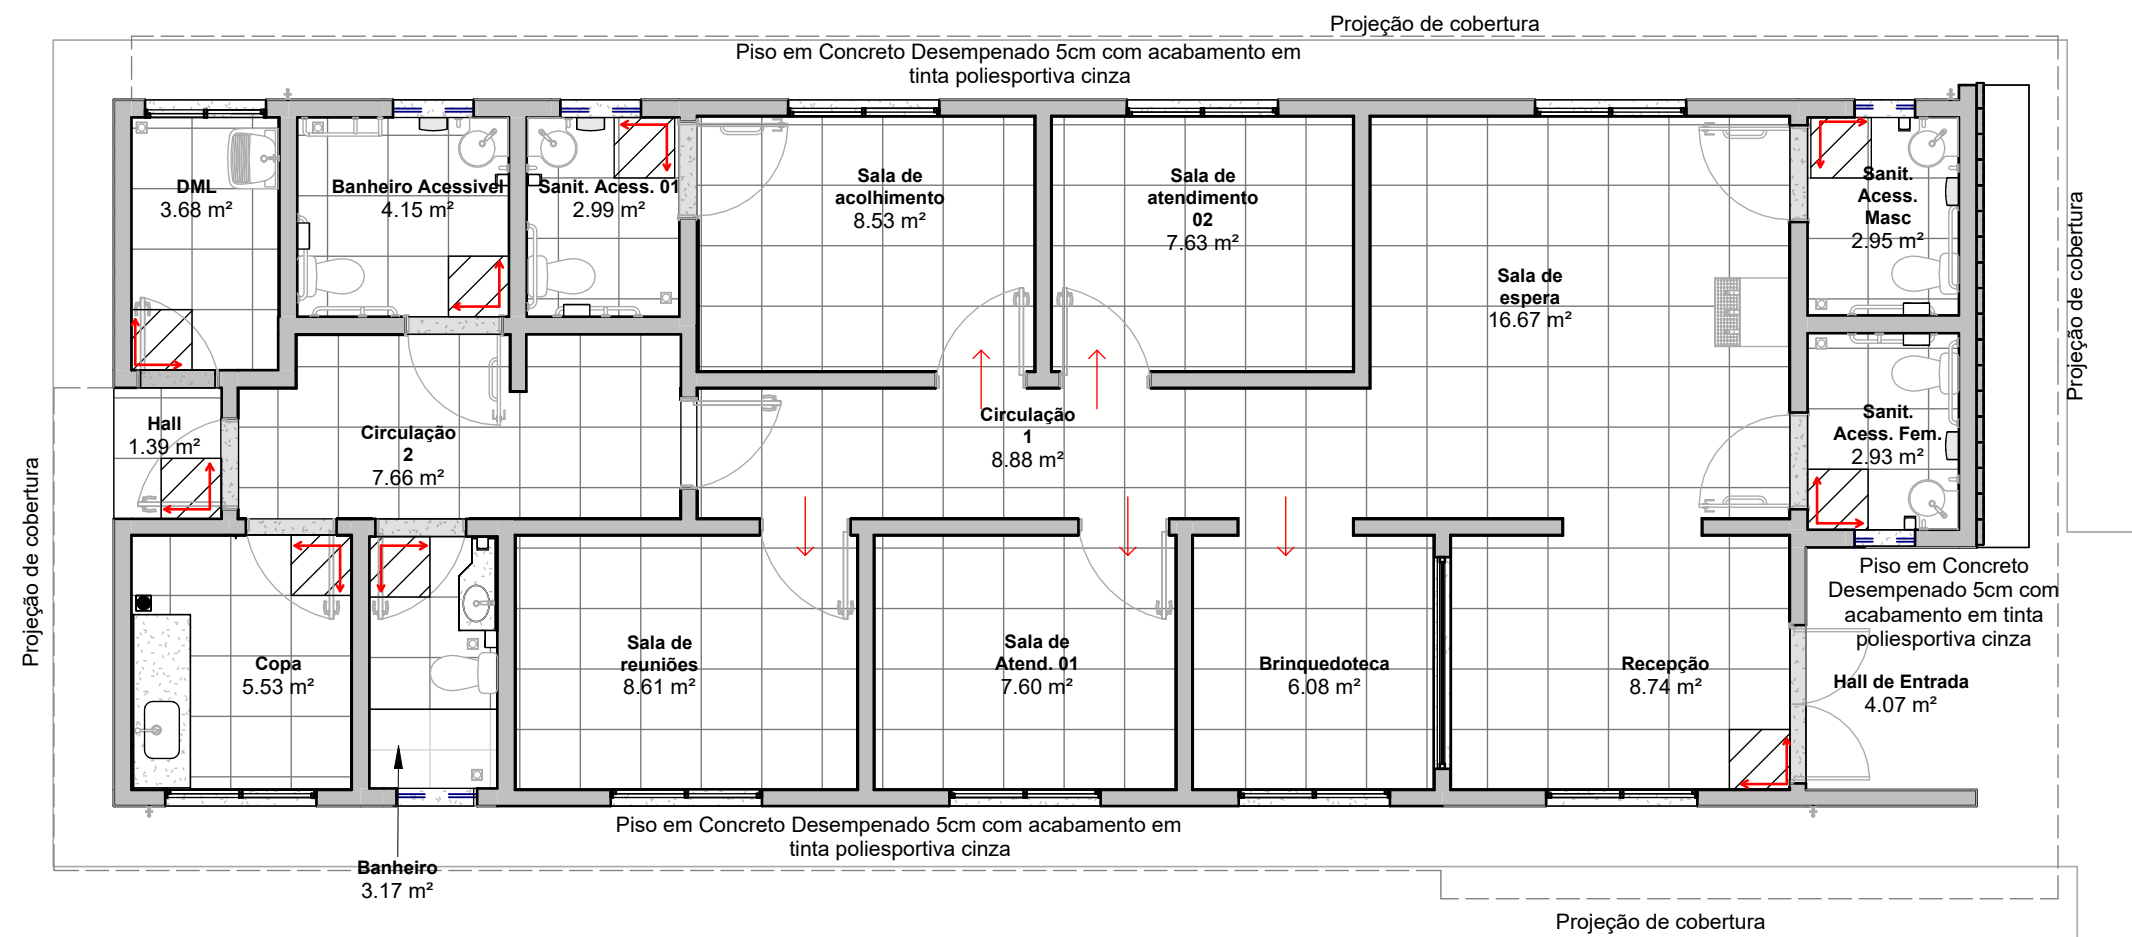 Projeção de cobertura
Piso em Concreto Desempenado 5cm com acabamento em
tinta poliesportiva cinza
DML
3.68 m²
Banheiro Acessivel
4.15 m²
Sanit. Acess. 01
2.99 m²
Sala de
acolhimento
8.53 m²
Sala de
atendimento
02
7.63 m²
Sala de
espera
16.67 m²
Sanit.
Acess.
Masc
2.95 m²
Projeção de cobertura
Hall
1.39 m²
Circulação
2
7.66 m²
Circulação
1
8.88 m²
Sanit.
Acess. Fem.
2.93 m²
Projeção de cobertura
Piso em Concreto
Desempenado 5cm com
acabamento em tinta
poliesportiva cinza
Copa
5.53 m²
Sala de
reuniões
8.61 m²
Sala de
Atend. 01
7.60 m²
Brinquedoteca
6.08 m²
Recepção
8.74 m²
Hall de Entrada
4.07 m²
Piso em Concreto Desempenado 5cm com acabamento em
tinta poliesportiva cinza
Banheiro
3.17 m²
Projeção de cobertura